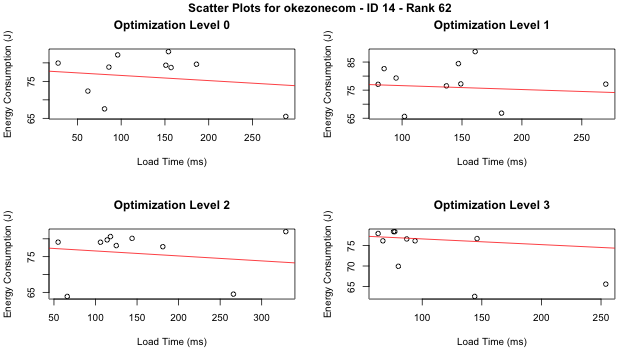 Scatter Plots for okezonecom - ID 14 - Rank 62
Optimization Level 0
Energy Consumption (J)
65 75
50 100 150 200 250
Load Time (ms)
Optimization Level 1
Energy Consumption (J)
65 75 85
100 150 200 250
Load Time (ms)
Optimization Level 2
Energy Consumption (J)
65 75
50 100 150 200 250 300
Load Time (ms)
Optimization Level 3
Energy Consumption (J)
65 70 75
100 150 200 250
Load Time (ms)